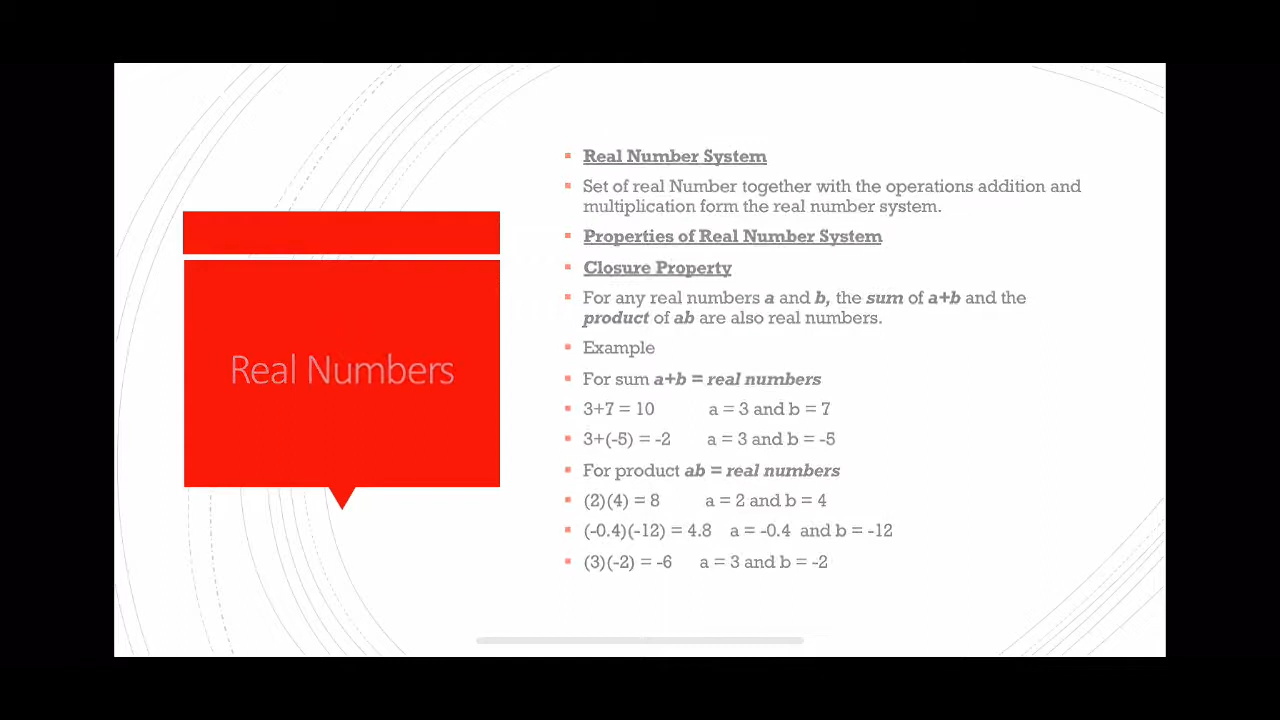 Real Numbers
Real Number System
Set of real Number together with the operations addition and
multiplication form the real number system.
Properties of Real Number System
Closure Property
For any real numbers a and b, the sum of a+b and the
product of ab are also real numbers.
Example
For sum a+b = real numbers
3+7 = 10 a = 3 and b = 7
3+(-5) = -2 a = 3 and b = -5
For product ab = real numbers
(2)(4) = 8 a = 2 and b = 4
(-0.4)(-12) = 4.8 a = -0.4 and b = -12
(3)(-2) = -6 a = 3 and b = -2